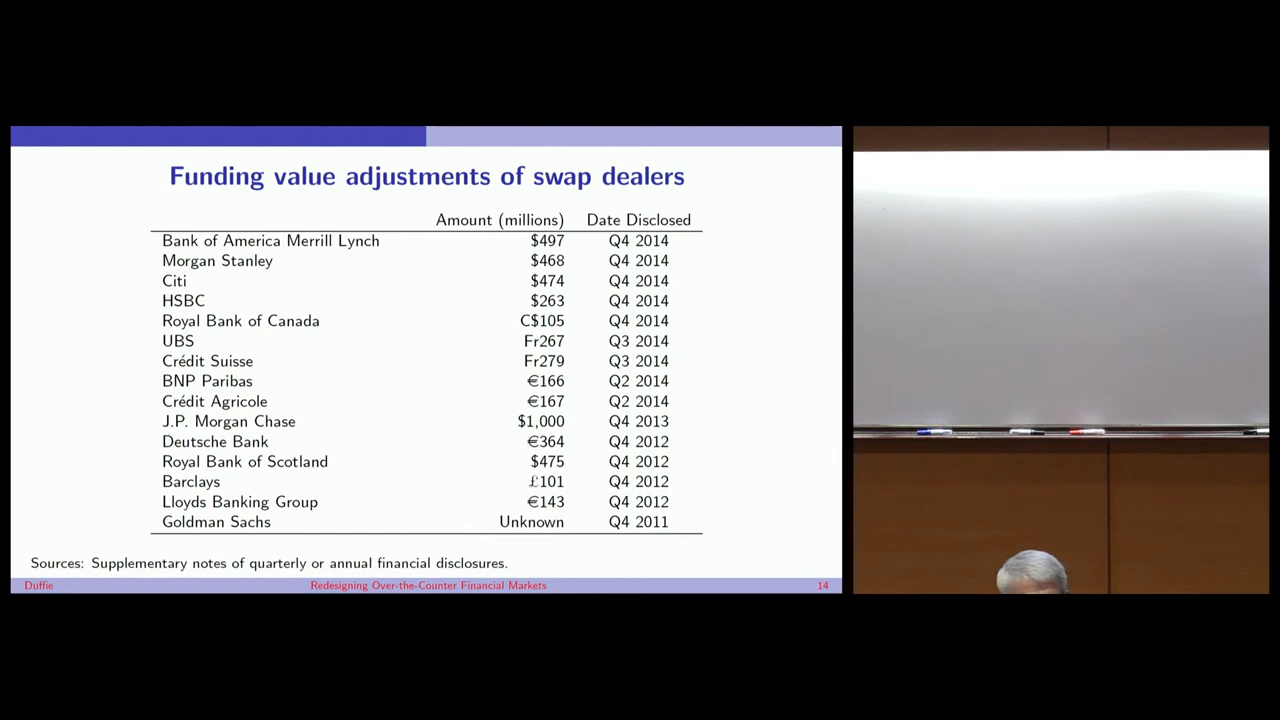 Funding value adjustments of swap dealers
Amount (millions) Date Disclosed
Bank of America Merrill Lynch $497 Q4 2014
Morgan Stanley $468 Q4 2014
Citi $474 Q4 2014
HSBC $263 Q4 2014
Royal Bank of Canada C$105 Q4 2014
UBS Fr267 Q3 2014
Crédit Suisse Fr279 Q3 2014
BNP Paribas €166 Q2 2014
Crédit Agricole €167 Q2 2014
J.P. Morgan Chase $1,000 Q4 2013
Deutsche Bank €364 Q4 2012
Royal Bank of Scotland $475 Q4 2012
Barclays £101 Q4 2012
Lloyds Banking Group €143 Q4 2012
Goldman Sachs Unknown Q4 2011
Sources: Supplementary notes of quarterly or annual financial disclosures.
Duffie Redesigning Over-the-Counter Financial Markets 14